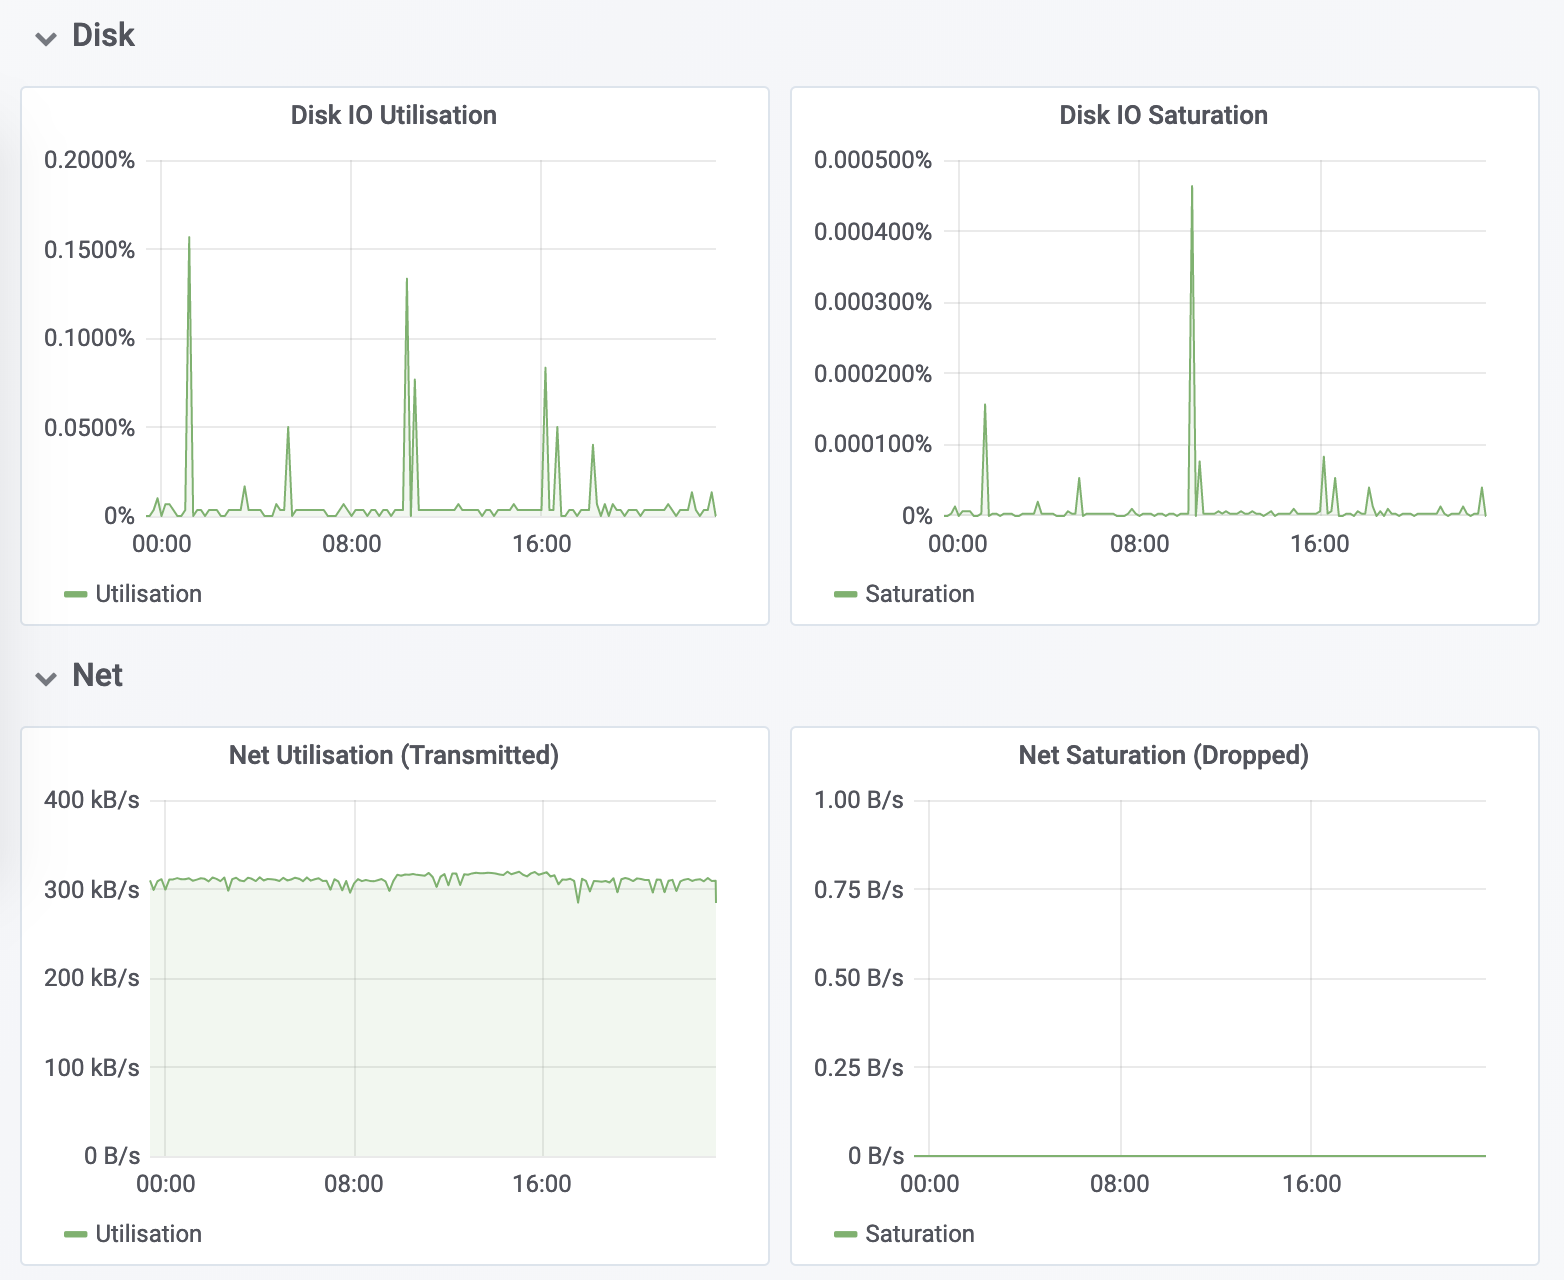 Disk
Disk IO Utilisation
0.2000%
0.1500%
0.1000%
0.0500%
0%
00:00 08:00 16:00
Utilisation
Disk IO Saturation
0.000500%
0.000400%
0.000300%
0.000200%
0.000100%
0%
00:00 08:00 16:00
Saturation
Net
Net Utilisation (Transmitted)
400 kB/s
300 kB/s
200 kB/s
100 kB/s
0 B/s
00:00 08:00 16:00
Utilisation
Net Saturation (Dropped)
1.00 B/s
0.75 B/s
0.50 B/s
0.25 B/s
0 B/s
00:00 08:00 16:00
Saturation